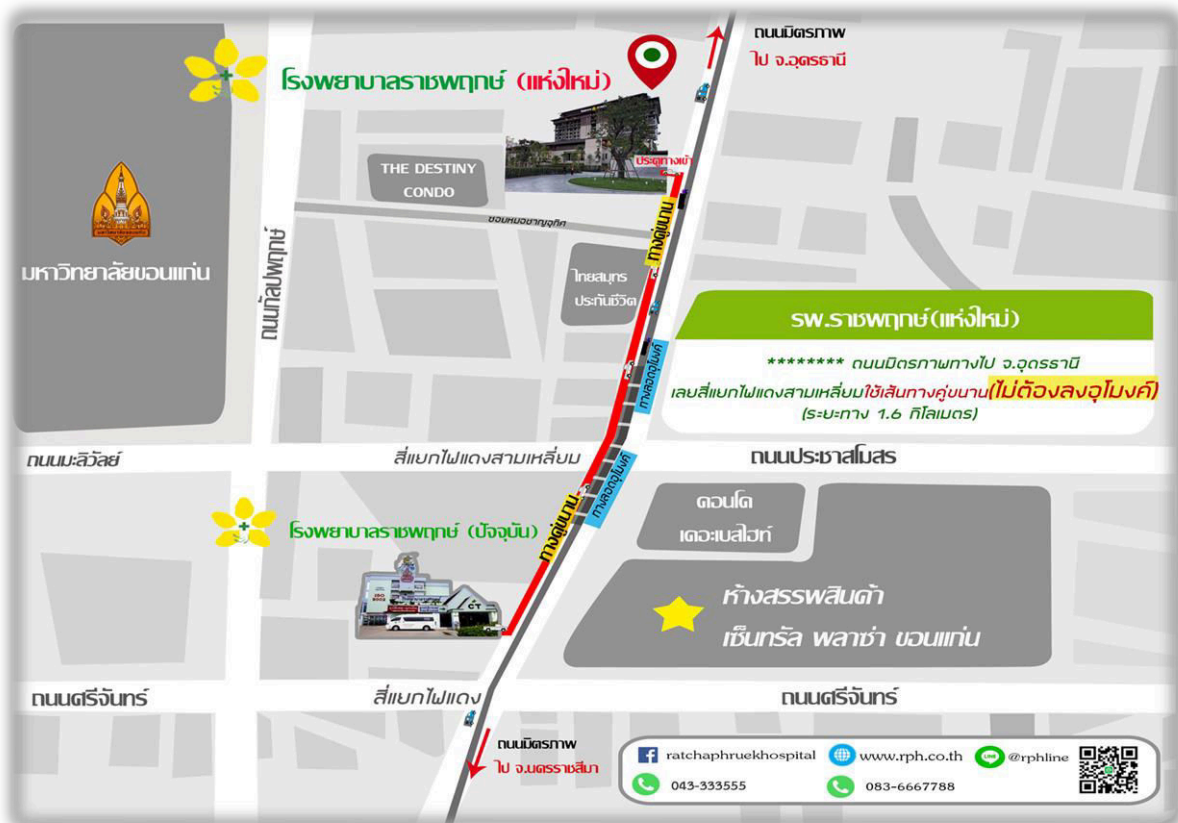 ถนนมิตรภาพ
ไป จ.อุดรธานี
โรงพยาบาลราชพฤกษ์ (แห่งใหม่)
ประตูทางเข้า
THE DESTINY
CONDO
ซอยหมอชาญอุทิศ
ทางคู่ขนาน
มหาวิทยาลัยขอนแก่น
ถนนกัลปพฤกษ์
ไทยสมุทร
ประกันชีวิต
รพ.ราชพฤกษ์(แห่งใหม่)
******** ถนนมิตรภาพทางไป จ.อุดรธานี
เลยสี่แยกไฟแดงสามเหลี่ยมใช้เส้นทางคู่ขนาน(ไม่ต้องลงอุโมงค์)
(ระยะทาง 1.6 กิโลเมตร)
ทางลอดอุโมงค์
ถนนมะลิวัลย์
สี่แยกไฟแดงสามเหลี่ยม
ถนนประชาสโมสร
ทางลอดอุโมงค์
ทางคู่ขนาน
โรงพยาบาลราชพฤกษ์ (ปัจจุบัน)
คอนโด
เดอะเบสไฮท์
ห้างสรรพสินค้า
เซ็นทรัล พลาซ่า ขอนแก่น
ถนนศรีจันทร์
สี่แยกไฟแดง
ถนนศรีจันทร์
ถนนมิตรภาพ
ไป จ.นครราชสีมา
ratchaphruekhospital
www.rph.co.th
@rphline
043-333555
083-6667788